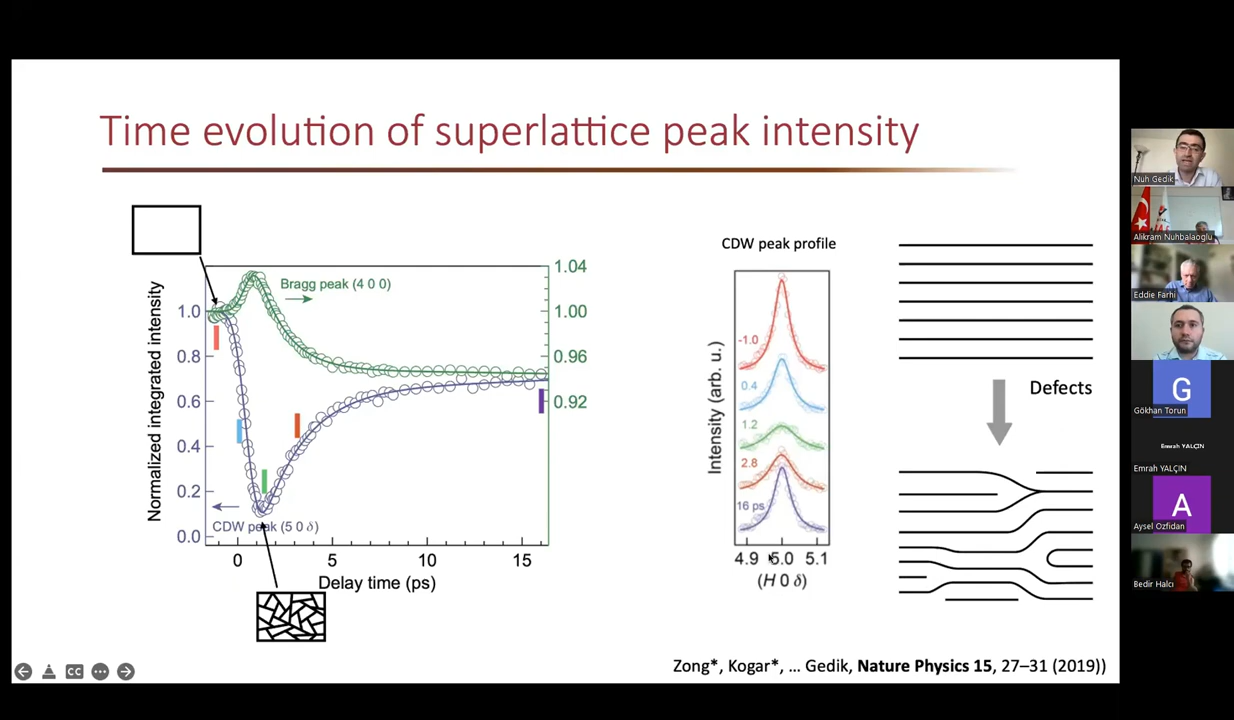 Time evolution of superlattice peak intensity
Normalized integrated intensity
1.0
0.8
0.6
0.4
0.2
0.0
Bragg peak (4 0 0)
CDW peak (5 0 δ)
1.04
1.00
0.96
0.92
0 5 10 15
Delay time (ps)
CDW peak profile
Intensity (arb. u.)
-1.0
0.4
1.2
2.8
16 ps
4.9 5.0 5.1
(H 0 δ)
Defects
Zong*, Kogar*, ... Gedik, Nature Physics 15, 27–31 (2019))
CC
Nuh Gedik
Alikram Nuhbalaoglu
Eddie Farhi
G
Gökhan Torun
Emrah YALÇIN
Emrah YALÇIN
A
Aysel Ozfidan
Bedir Halcı